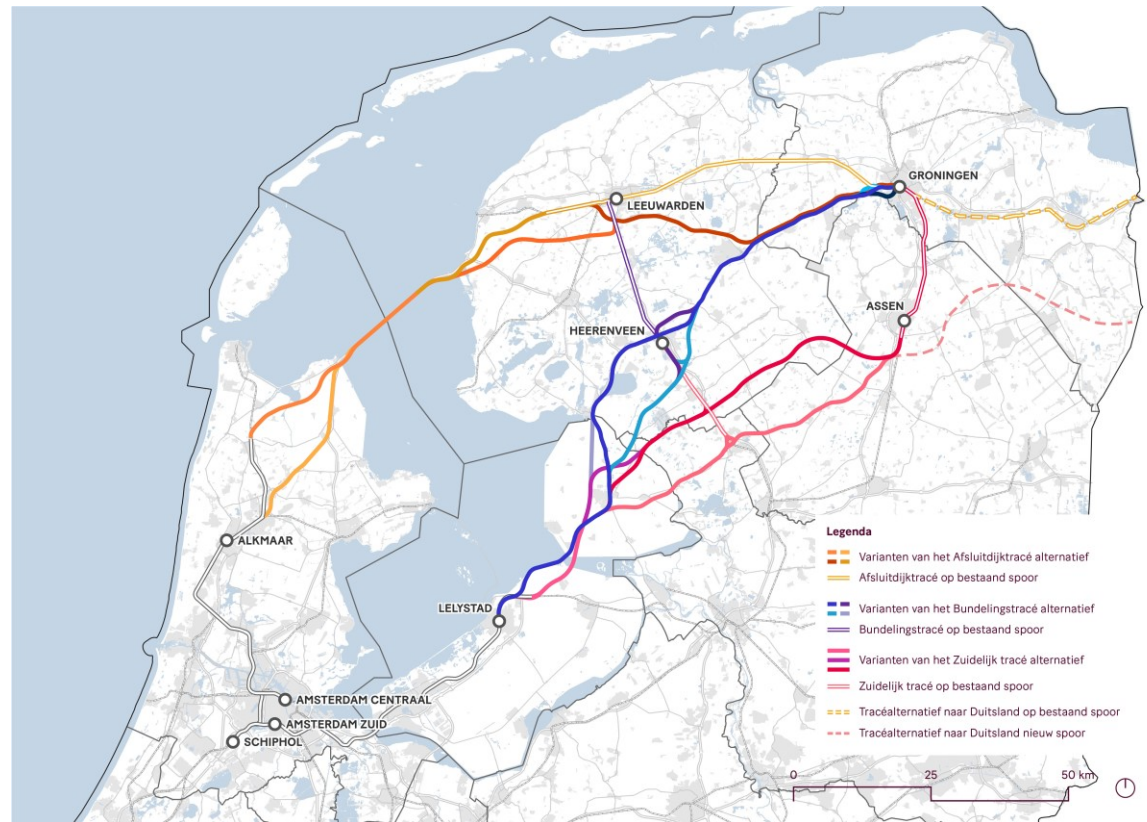 GRONINGEN
LEEUWARDEN
ASSEN
HEERENVEEN
ALKMAAR
LELYSTAD
AMSTERDAM CENTRAAL
AMSTERDAM ZUID
SCHIPHOL
Legenda
Varianten van het Afsluitdijktracé alternatief
Afsluitdijktracé op bestaand spoor
Varianten van het Bundelingstracé alternatief
Bundelingstracé op bestaand spoor
Varianten van het Zuidelijk tracé alternatief
Zuidelijk tracé op bestaand spoor
Tracéalternatief naar Duitsland op bestaand spoor
Tracéalternatief naar Duitsland nieuw spoor
0 25 50 km